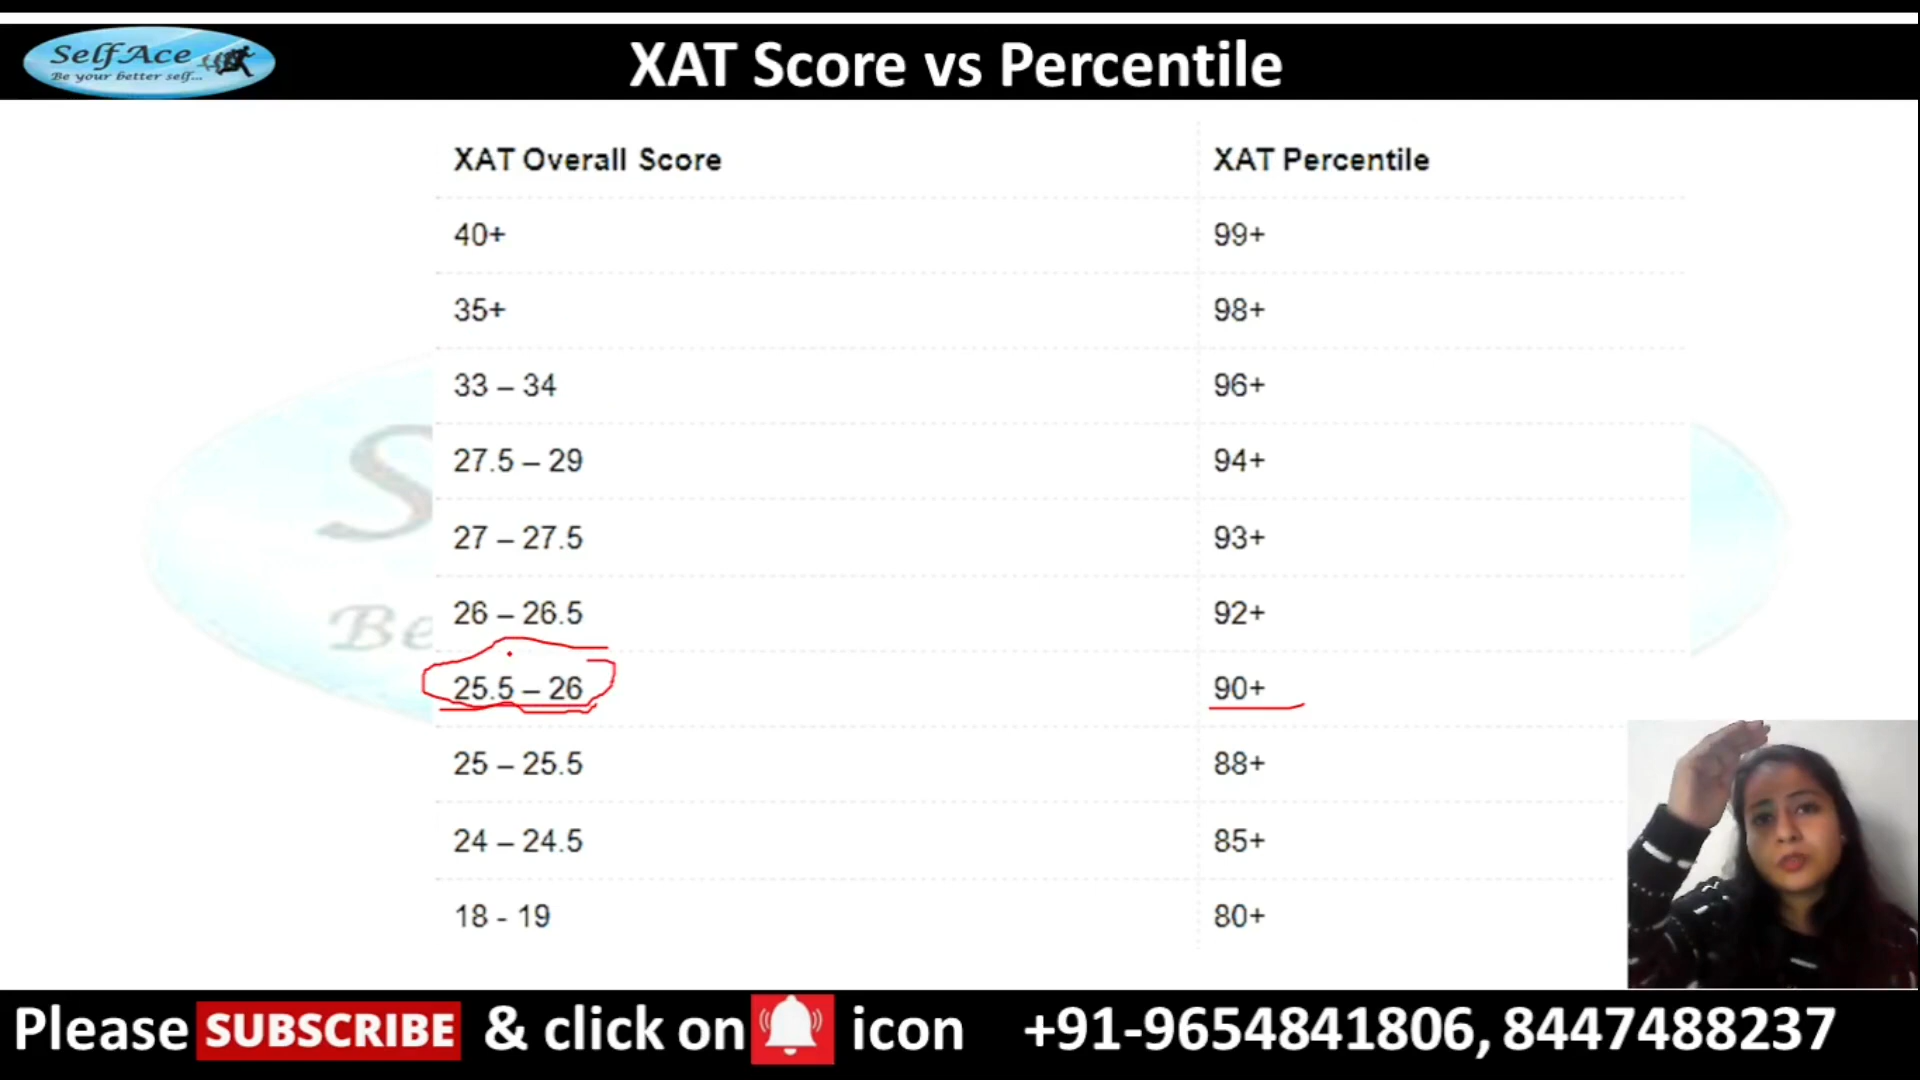 SelfAce
Be your better self...
XAT Score vs Percentile
XAT Overall Score XAT Percentile
40+ 99+
35+ 98+
33 – 34 96+
27.5 – 29 94+
27 – 27.5 93+
26 – 26.5 92+
25.5 – 26 90+
25 – 25.5 88+
24 – 24.5 85+
18 - 19 80+
S
Be
Please SUBSCRIBE & click on icon +91-9654841806, 8447488237